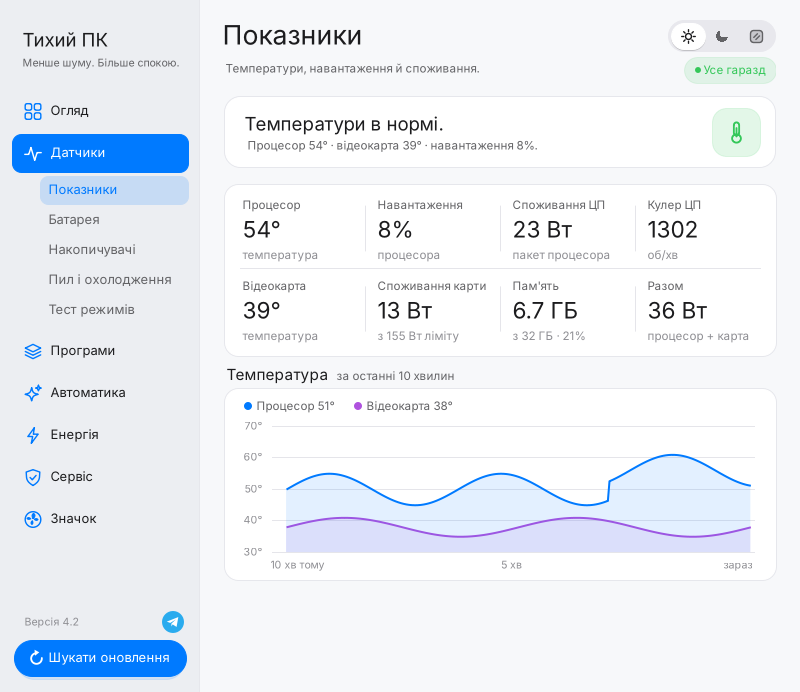 Тихий ПК
Менше шуму. Більше спокою.
Огляд
Датчики
Показники
Батарея
Накопичувачі
Пил і охолодження
Тест режимів
Програми
Автоматика
Енергія
Сервіс
Значок
Версія 4.2
Шукати оновлення
Показники
Температури, навантаження й споживання.
Усе гаразд
Температури в нормі.
Процесор 54° · відеокарта 39° · навантаження 8%.
Процесор
54°
температура
Навантаження
8%
процесора
Споживання ЦП
23 Вт
пакет процесора
Кулер ЦП
1302
об/хв
Відеокарта
39°
температура
Споживання карти
13 Вт
з 155 Вт ліміту
Пам'ять
6.7 ГБ
з 32 ГБ · 21%
Разом
36 Вт
процесор + карта
Температура за останні 10 хвилин
Процесор 51° Відеокарта 38°
70°
60°
50°
40°
30°
10 хв тому 5 хв зараз